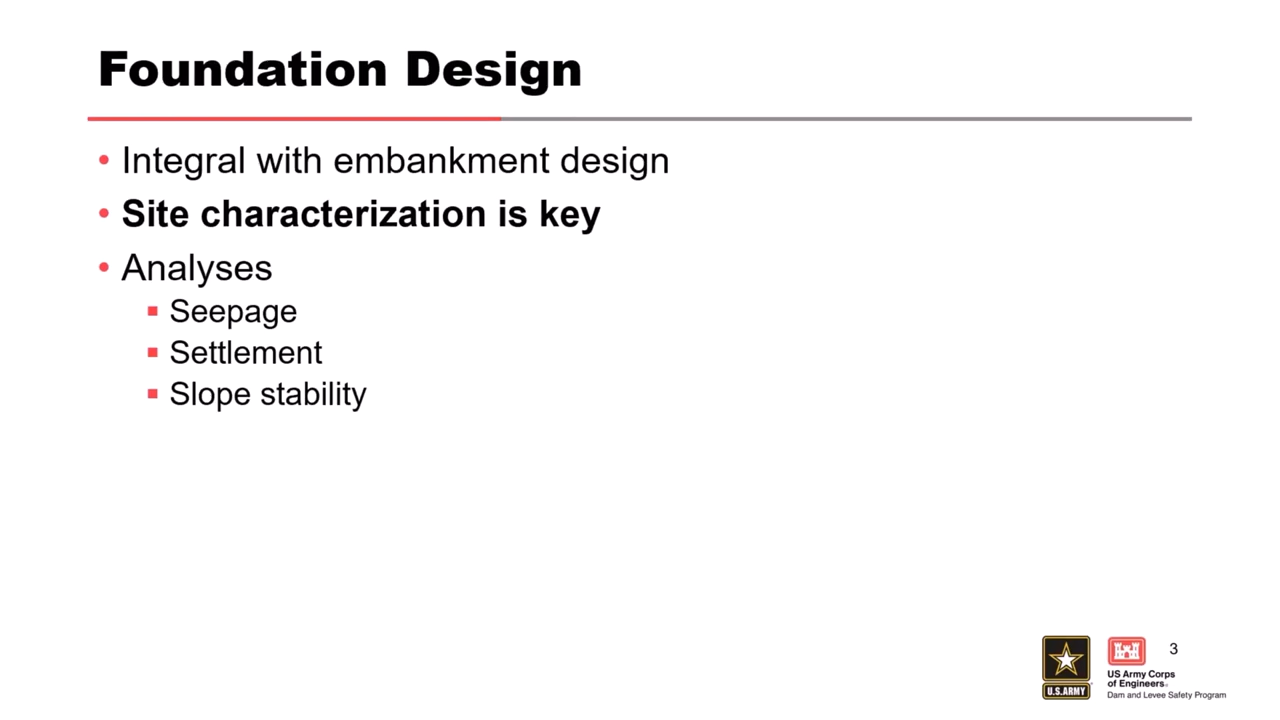 Foundation Design
• Integral with embankment design
• Site characterization is key
• Analyses
▪ Seepage
▪ Settlement
▪ Slope stability
3
U.S.ARMY
US Army Corps
of Engineers®
Dam and Levee Safety Program